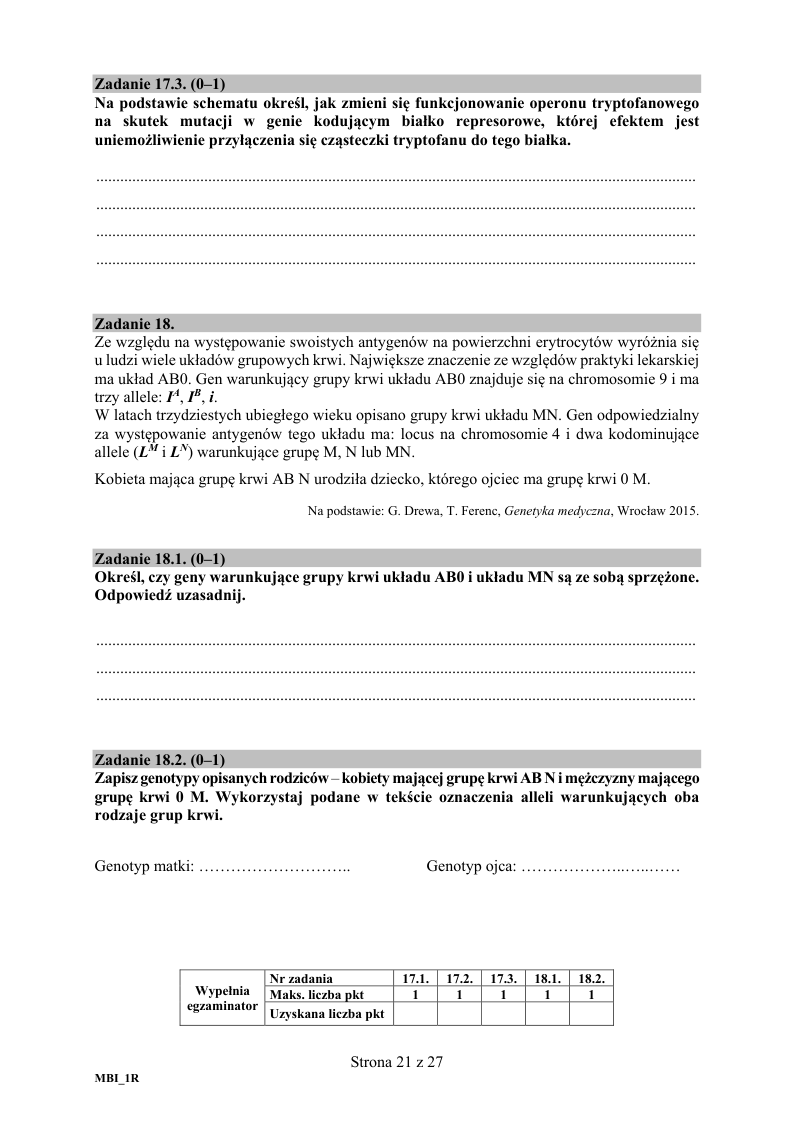 Zadanie 17.3. (0–1)
Na podstawie schematu określ, jak zmieni się funkcjonowanie operonu tryptofanowego
na skutek mutacji w genie kodującym białko represorowe, której efektem jest
uniemożliwienie przyłączenia się cząsteczki tryptofanu do tego białka.
......................................................................................................................................................
......................................................................................................................................................
......................................................................................................................................................
......................................................................................................................................................
Zadanie 18.
Ze względu na występowanie swoistych antygenów na powierzchni erytrocytów wyróżnia się
u ludzi wiele układów grupowych krwi. Największe znaczenie ze względów praktyki lekarskiej
ma układ AB0. Gen warunkujący grupy krwi układu AB0 znajduje się na chromosomie 9 i ma
trzy allele: I^A, I^B, i.
W latach trzydziestych ubiegłego wieku opisano grupy krwi układu MN. Gen odpowiedzialny
za występowanie antygenów tego układu ma: locus na chromosomie 4 i dwa kodominujące
allele (L^M i L^N) warunkujące grupę M, N lub MN.
Kobieta mająca grupę krwi AB N urodziła dziecko, którego ojciec ma grupę krwi 0 M.
Na podstawie: G. Drewa, T. Ferenc, Genetyka medyczna, Wrocław 2015.
Zadanie 18.1. (0–1)
Określ, czy geny warunkujące grupy krwi układu AB0 i układu MN są ze sobą sprzężone.
Odpowiedź uzasadnij.
......................................................................................................................................................
......................................................................................................................................................
......................................................................................................................................................
Zadanie 18.2. (0–1)
Zapisz genotypy opisanych rodziców – kobiety mającej grupę krwi AB N i mężczyzny mającego
grupę krwi 0 M. Wykorzystaj podane w tekście oznaczenia alleli warunkujących oba
rodzaje grup krwi.
Genotyp matki: ……………………….. Genotyp ojca: ………………..…..……
Wypełnia
egzaminator
Nr zadania 17.1. 17.2. 17.3. 18.1. 18.2.
Maks. liczba pkt 1 1 1 1 1
Uzyskana liczba pkt
Strona 21 z 27
MBI_1R